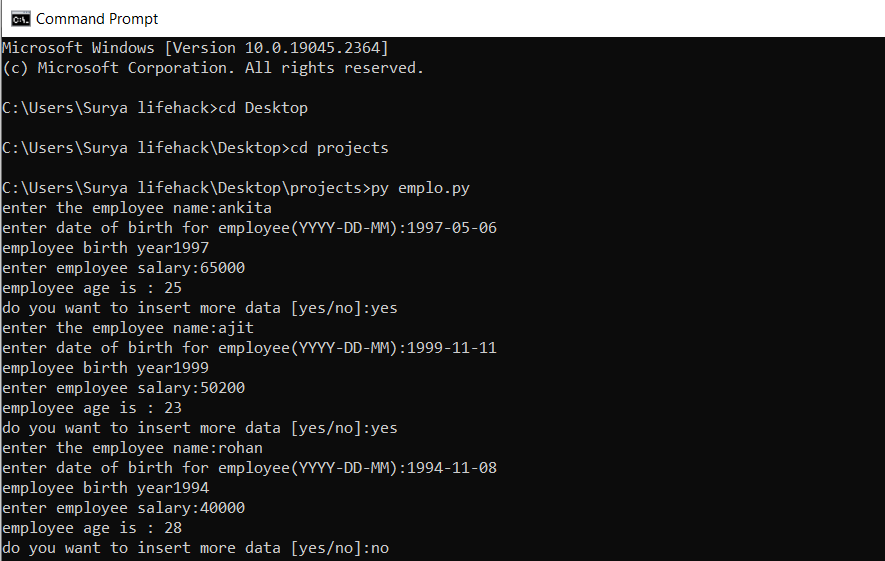 Command Prompt
Microsoft Windows [Version 10.0.19045.2364]
(c) Microsoft Corporation. All rights reserved.
C:\Users\Surya lifehack>cd Desktop
C:\Users\Surya lifehack\Desktop>cd projects
C:\Users\Surya lifehack\Desktop\projects>py emplo.py
enter the employee name:ankita
enter date of birth for employee(YYYY-DD-MM):1997-05-06
employee birth year1997
enter employee salary:65000
employee age is : 25
do you want to insert more data [yes/no]:yes
enter the employee name:ajit
enter date of birth for employee(YYYY-DD-MM):1999-11-11
employee birth year1999
enter employee salary:50200
employee age is : 23
do you want to insert more data [yes/no]:yes
enter the employee name:rohan
enter date of birth for employee(YYYY-DD-MM):1994-11-08
employee birth year1994
enter employee salary:40000
employee age is : 28
do you want to insert more data [yes/no]:no